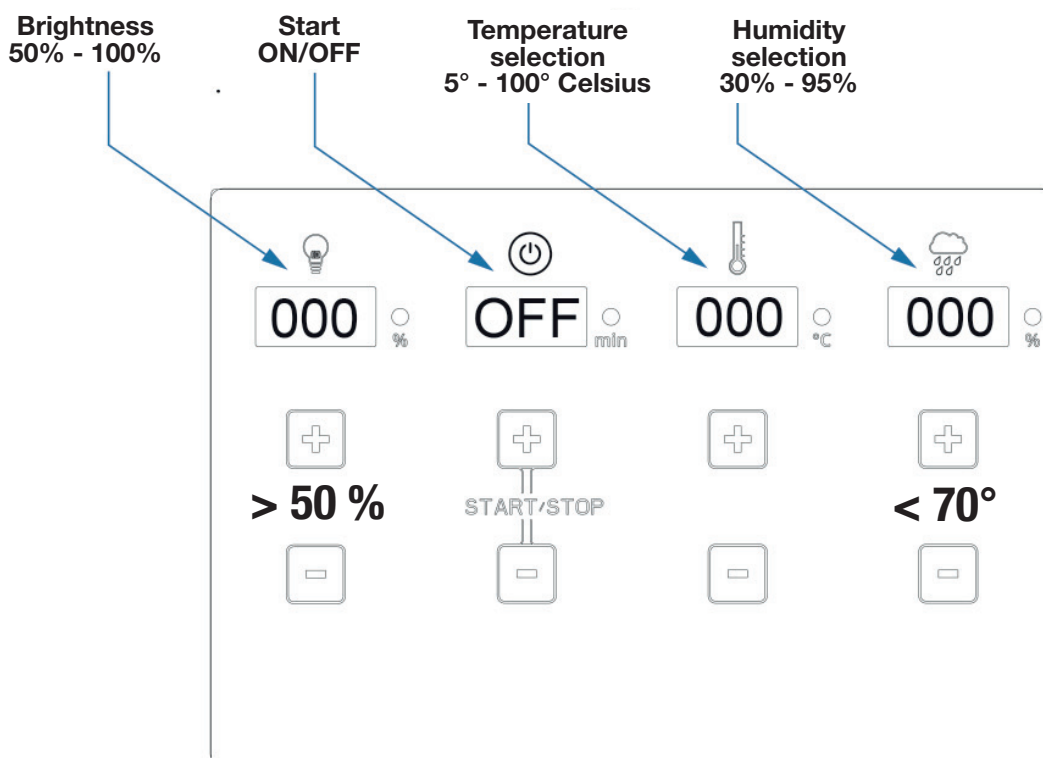 Brightness
50% - 100%
Start
ON/OFF
Temperature
selection
5° - 100° Celsius
Humidity
selection
30% - 95%
000
%
OFF
min
000
°C
000
%
> 50 %
START/STOP
< 70°